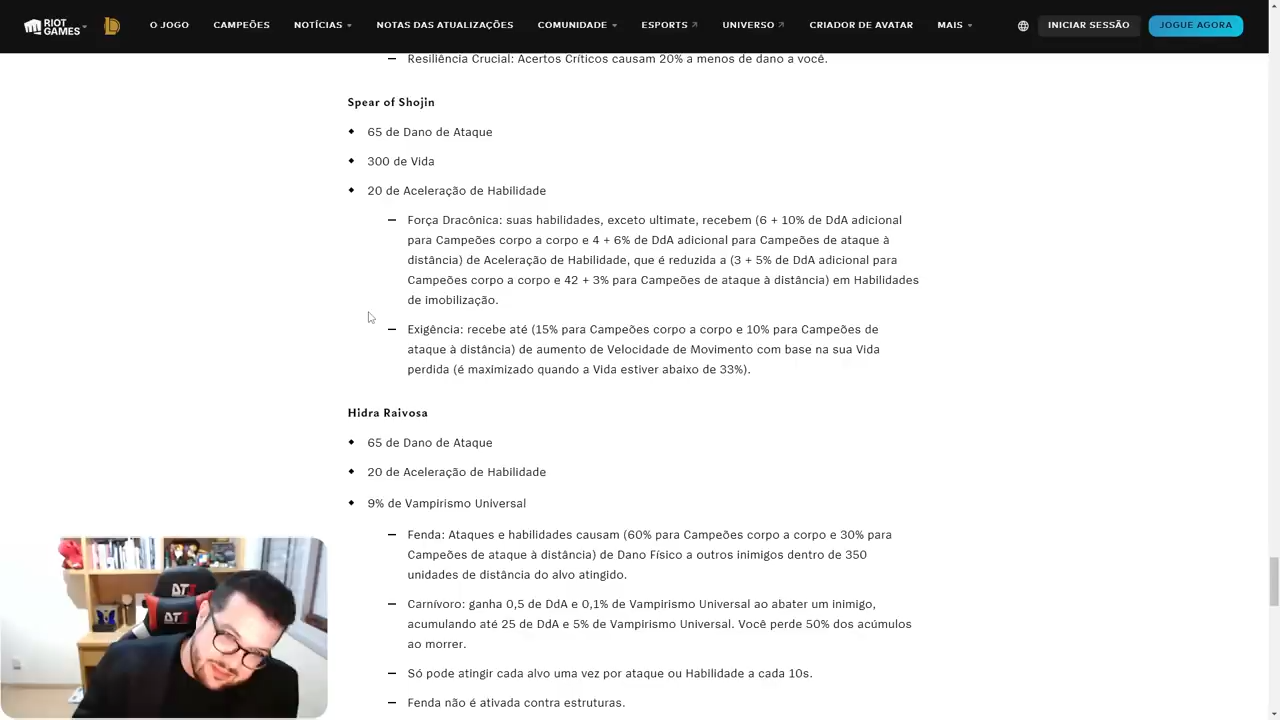 RIOT GAMES
O JOGO
CAMPEÕES
NOTÍCIAS
NOTAS DAS ATUALIZAÇÕES
COMUNIDADE
ESPORTS
UNIVERSO
CRIADOR DE AVATAR
MAIS
INICIAR SESSÃO
JOGUE AGORA
Resiliência Crucial: Acertos Críticos causam 20% a menos de dano a você.
Spear of Shojin
65 de Dano de Ataque
300 de Vida
20 de Aceleração de Habilidade
Força Dracônica: suas habilidades, exceto ultimate, recebem (6 + 10% de DdA adicional
para Campeões corpo a corpo e 4 + 6% de DdA adicional para Campeões de ataque à
distância) de Aceleração de Habilidade, que é reduzida a (3 + 5% de DdA adicional para
Campeões corpo a corpo e 42 + 3% para Campeões de ataque à distância) em Habilidades
de imobilização.
Exigência: recebe até (15% para Campeões corpo a corpo e 10% para Campeões de
ataque à distância) de aumento de Velocidade de Movimento com base na sua Vida
perdida (é maximizado quando a Vida estiver abaixo de 33%).
Hidra Raivosa
65 de Dano de Ataque
20 de Aceleração de Habilidade
9% de Vampirismo Universal
Fenda: Ataques e habilidades causam (60% para Campeões corpo a corpo e 30% para
Campeões de ataque à distância) de Dano Físico a outros inimigos dentro de 350
unidades de distância do alvo atingido.
Carnívoro: ganha 0,5 de DdA e 0,1% de Vampirismo Universal ao abater um inimigo,
acumulando até 25 de DdA e 5% de Vampirismo Universal. Você perde 50% dos acúmulos
ao morrer.
Só pode atingir cada alvo uma vez por ataque ou Habilidade a cada 10s.
Fenda não é ativada contra estruturas.